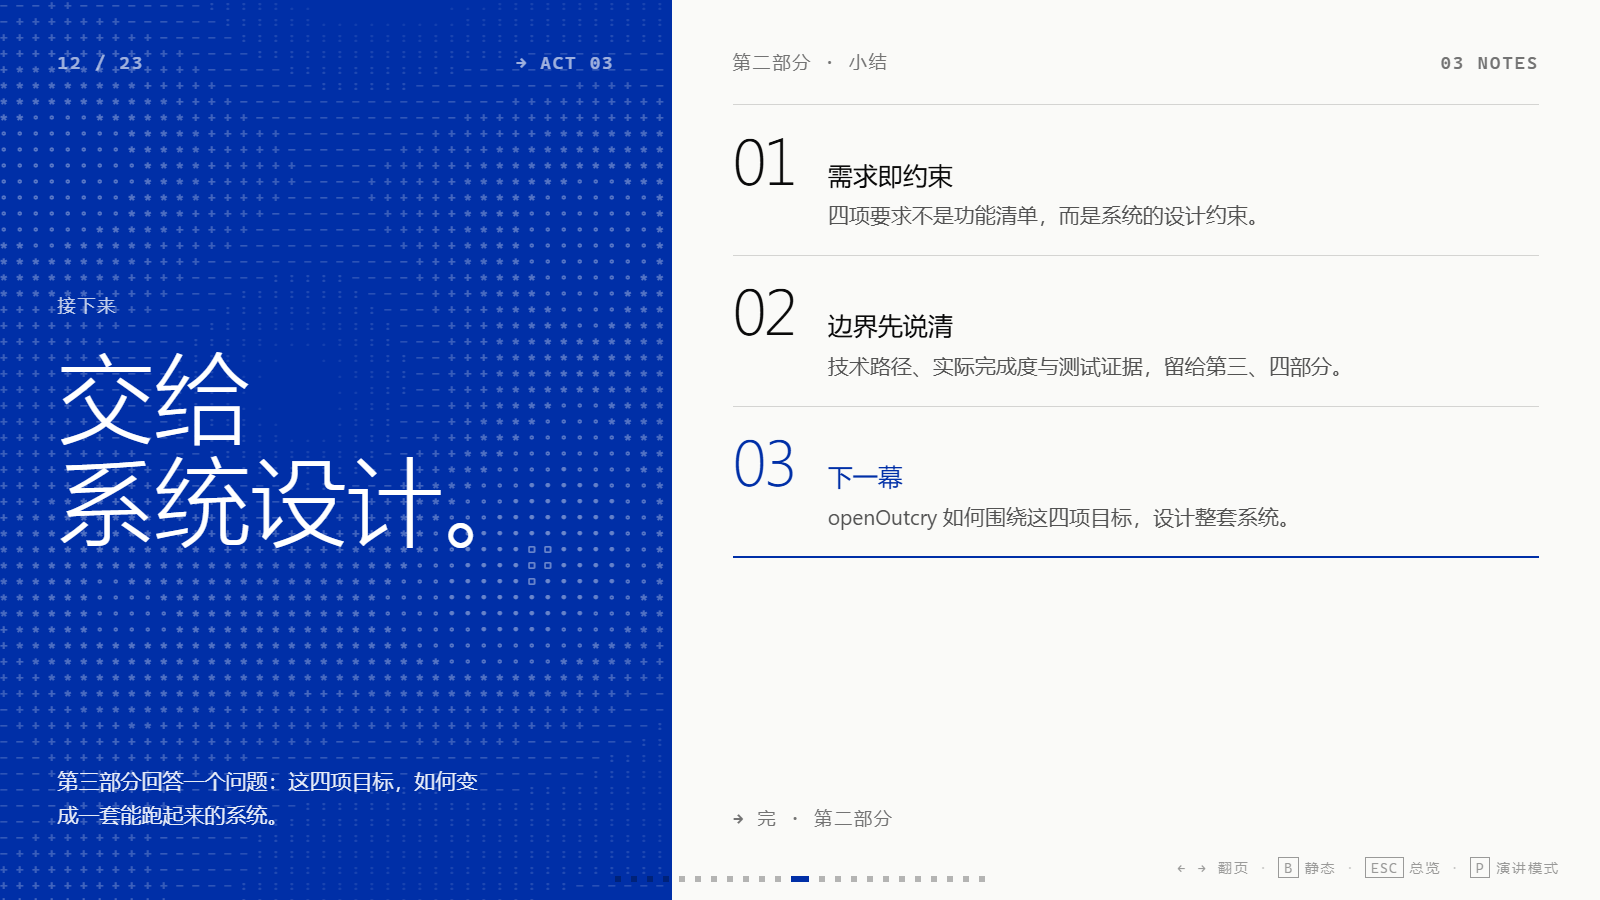 12 / 23
→ ACT 03
接下来
交给
系统设计。
第三部分回答一个问题：这四项目标，如何变
成一套能跑起来的系统。
第二部分 · 小结
03 NOTES
01
需求即约束
四项要求不是功能清单，而是系统的设计约束。
02
边界先说清
技术路径、实际完成度与测试证据，留给第三、四部分。
03
下一幕
openOutcry 如何围绕这四项目标，设计整套系统。
→ 完 · 第二部分
← → 翻页 · B 静态 · ESC 总览 · P 演讲模式